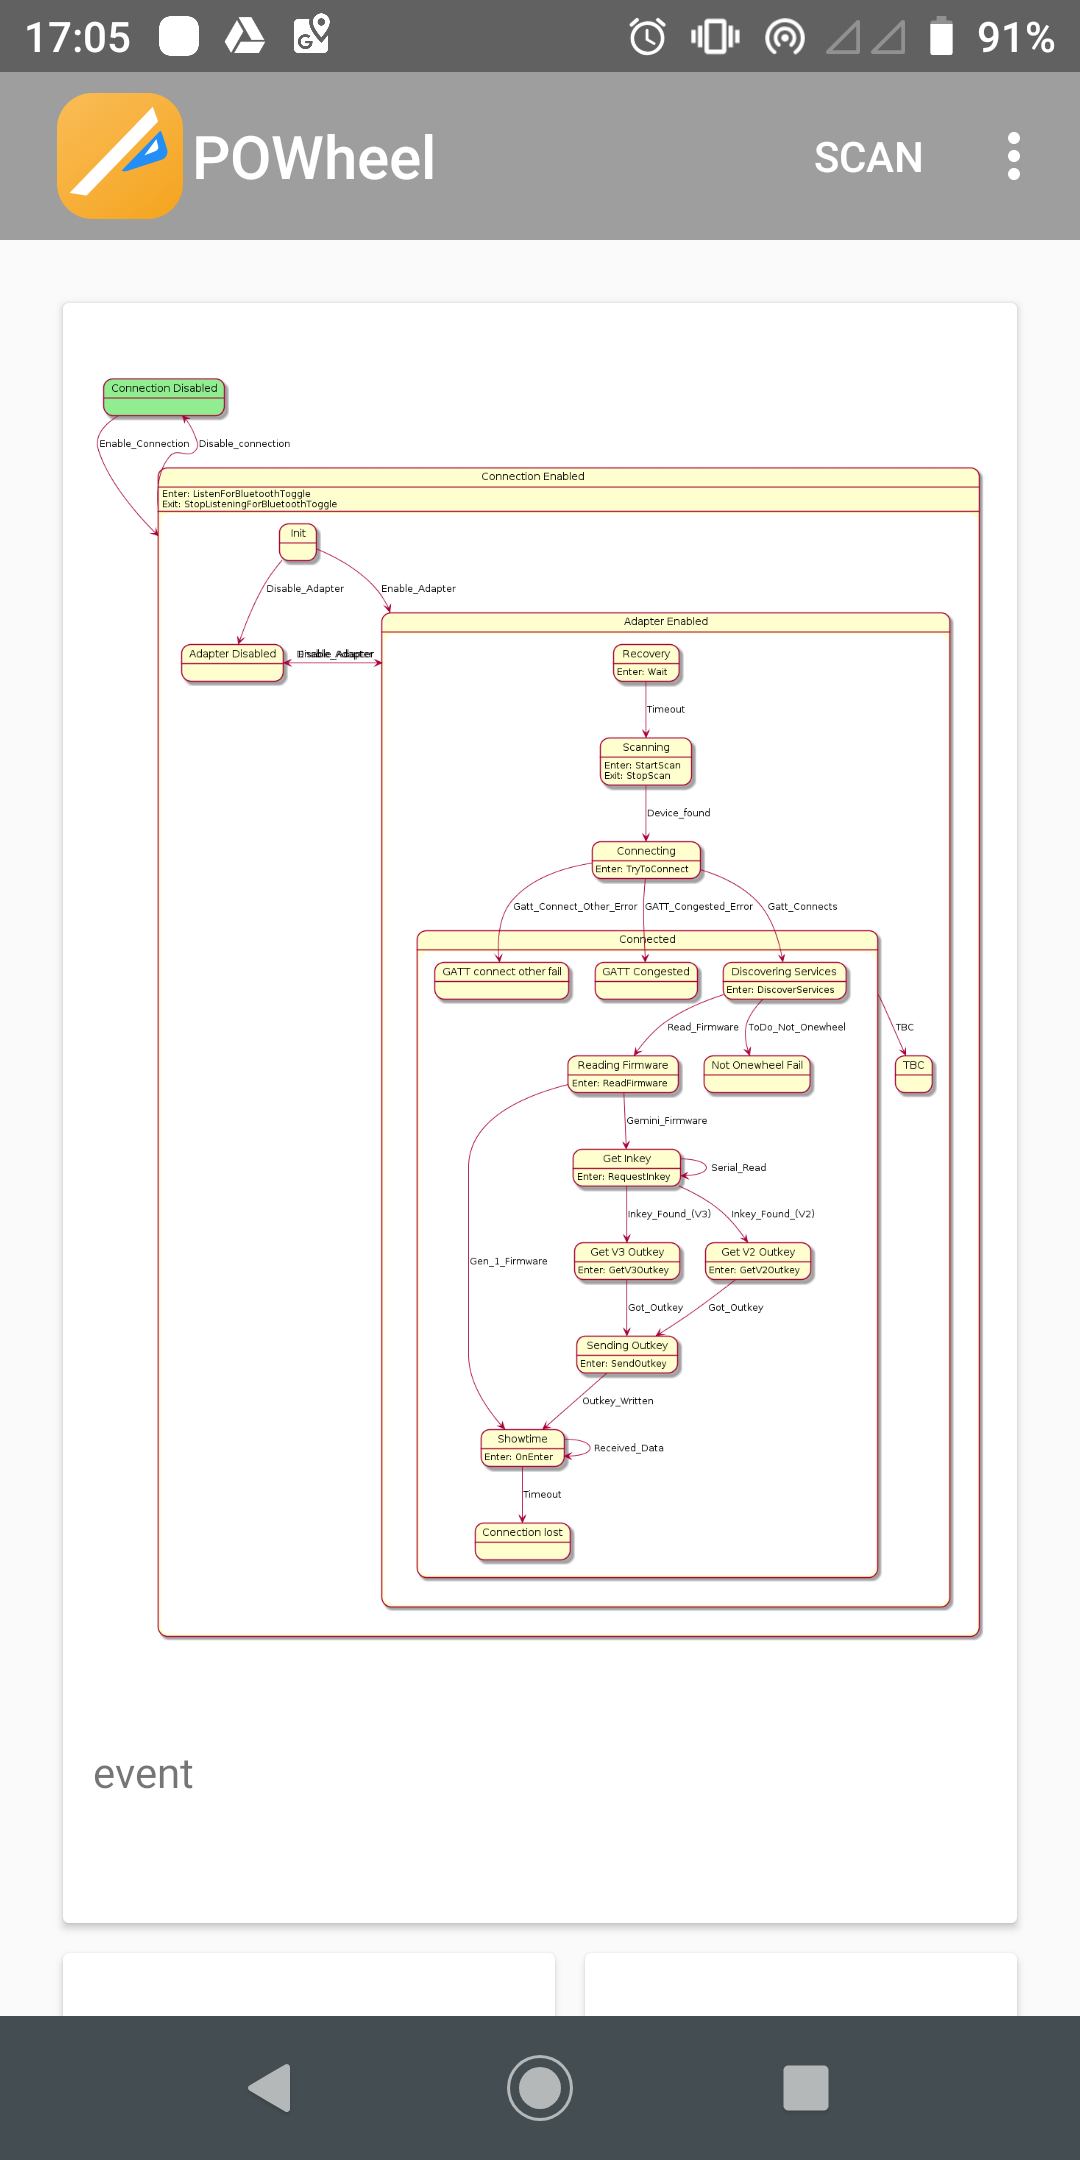 17:05
91%
POWheel
SCAN
Connection Disabled
Enable_Connection
Disable_connection
Connection Enabled
Enter: ListenForBluetoothToggle
Exit: StopListeningForBluetoothToggle
Init
Disable_Adapter
Enable_Adapter
Adapter Enabled
Adapter Disabled
Recovery
Enter: Wait
Timeout
Scanning
Enter: StartScan
Exit: StopScan
Device_found
Connecting
Enter: TryToConnect
Gatt_Connect_Other_Error
GATT_Congested_Error
Gatt_Connects
Connected
GATT connect other fail
GATT Congested
Discovering Services
Enter: DiscoverServices
Read_Firmware
ToDo_Not_Onewheel
TBC
Reading Firmware
Enter: ReadFirmware
Not Onewheel Fail
TBC
Gemini_Firmware
Get Inkey
Enter: RequestInkey
Serial_Read
Inkey_Found_(V3)
Inkey_Found_(V2)
Get V3 Outkey
Enter: GetV3Outkey
Get V2 Outkey
Enter: GetV2Outkey
Gen_1_Firmware
Got_Outkey
Got_Outkey
Sending Outkey
Enter: SendOutkey
Outkey_Written
Showtime
Enter: OnEnter
Received_Data
Timeout
Connection lost
event